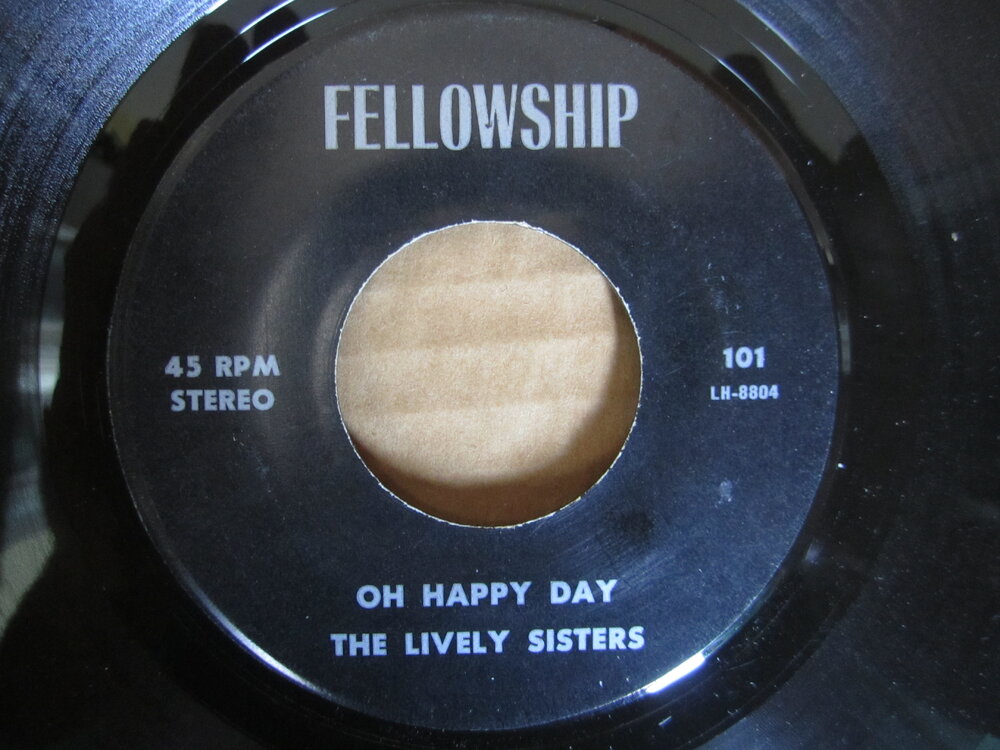 FELLOWSHIP
45 RPM
STEREO
101
LH-8804
OH HAPPY DAY
THE LIVELY SISTERS